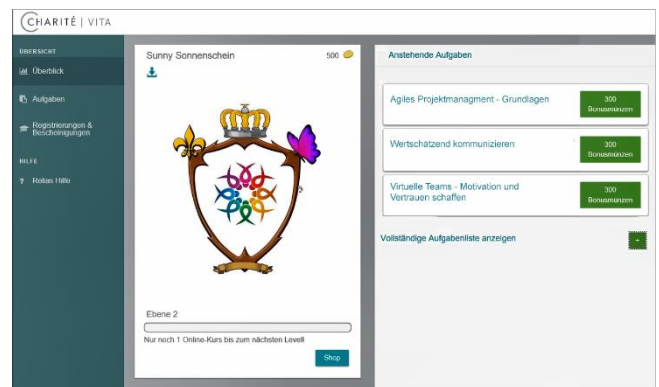 CHARITÉ | VITA
ÜBERSICHT
Überblick
Aufgaben
Registrierungen &
Bescheinigungen
HILFE
? Relias Hilfe
Sunny Sonnenschein
500
Ebene 2
Nur noch 1 Online-Kurs bis zum nächsten Level!
Shop
Anstehende Aufgaben
Agiles Projektmanagment - Grundlagen
300
Bonusmünzen
Wertschätzend kommunizieren
300
Bonusmünzen
Virtuelle Teams - Motivation und
Vertrauen schaffen
300
Bonusmünzen
Vollständige Aufgabenliste anzeigen